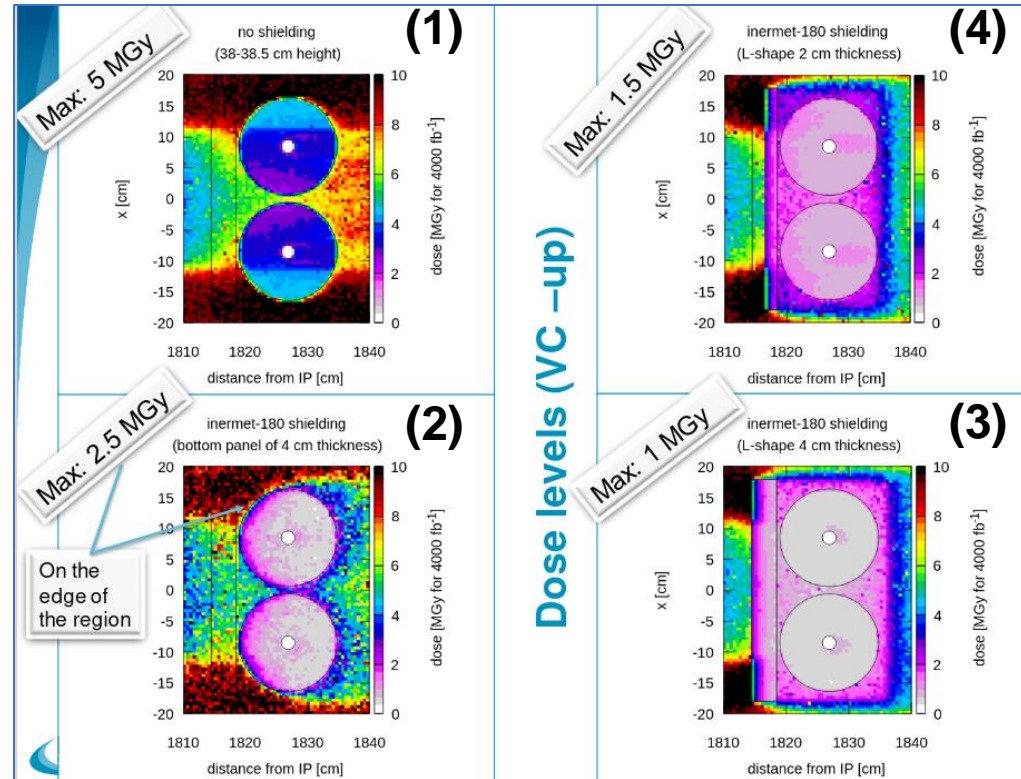 (1)
Max: 5 MGy
no shielding
(38-38.5 cm height)
x [cm]
20
15
10
5
0
-5
-10
-15
-20
1810 1820 1830 1840
distance from IP [cm]
10
8
6
4
2
0
dose [MGy for 4000 fb⁻¹]
(2)
Max: 2.5 MGy
inermet-180 shielding
(bottom panel of 4 cm thickness)
On the
edge of
the region
20
15
10
5
0
-5
-10
-15
-20
1810 1820 1830 1840
distance from IP [cm]
10
8
6
4
2
0
dose [MGy for 4000 fb⁻¹]
Dose levels (VC –up)
(4)
Max: 1.5 MGy
inermet-180 shielding
(L-shape 2 cm thickness)
x [cm]
20
15
10
5
0
-5
-10
-15
-20
1810 1820 1830 1840
distance from IP [cm]
10
8
6
4
2
0
dose [MGy for 4000 fb⁻¹]
(3)
Max: 1 MGy
inermet-180 shielding
(L-shape 4 cm thickness)
x [cm]
20
15
10
5
0
-5
-10
-15
-20
1810 1820 1830 1840
distance from IP [cm]
10
8
6
4
2
0
dose [MGy for 4000 fb⁻¹]